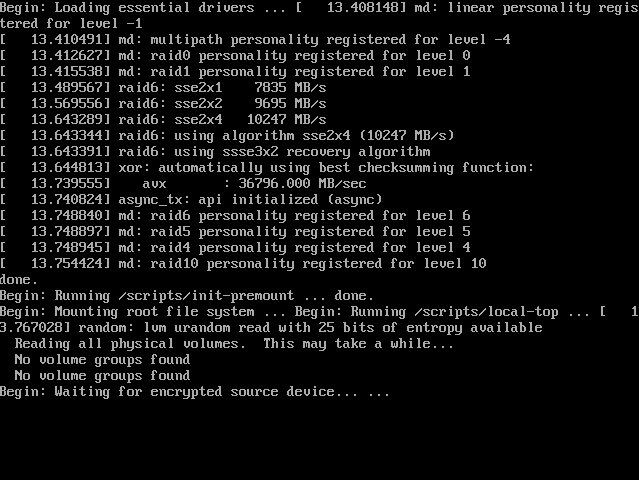 Begin: Loading essential drivers ... [   13.408148] md: linear personality regis
tered for level -1
[   13.410491] md: multipath personality registered for level -4
[   13.412627] md: raid0 personality registered for level 0
[   13.415538] md: raid1 personality registered for level 1
[   13.489567] raid6: sse2x1    7835 MB/s
[   13.569556] raid6: sse2x2    9695 MB/s
[   13.643289] raid6: sse2x4   10247 MB/s
[   13.643344] raid6: using algorithm sse2x4 (10247 MB/s)
[   13.643391] raid6: using ssse3x2 recovery algorithm
[   13.644813] xor: automatically using best checksumming function:
[   13.739555]    avx       : 36796.000 MB/sec
[   13.740824] async_tx: api initialized (async)
[   13.748840] md: raid6 personality registered for level 6
[   13.748897] md: raid5 personality registered for level 5
[   13.748945] md: raid4 personality registered for level 4
[   13.754424] md: raid10 personality registered for level 10
done.
Begin: Running /scripts/init-premount ... done.
Begin: Mounting root file system ... Begin: Running /scripts/local-top ... [   1
3.767028] random: lvm urandom read with 25 bits of entropy available
  Reading all physical volumes.  This may take a while...
  No volume groups found
  No volume groups found
Begin: Waiting for encrypted source device... ...